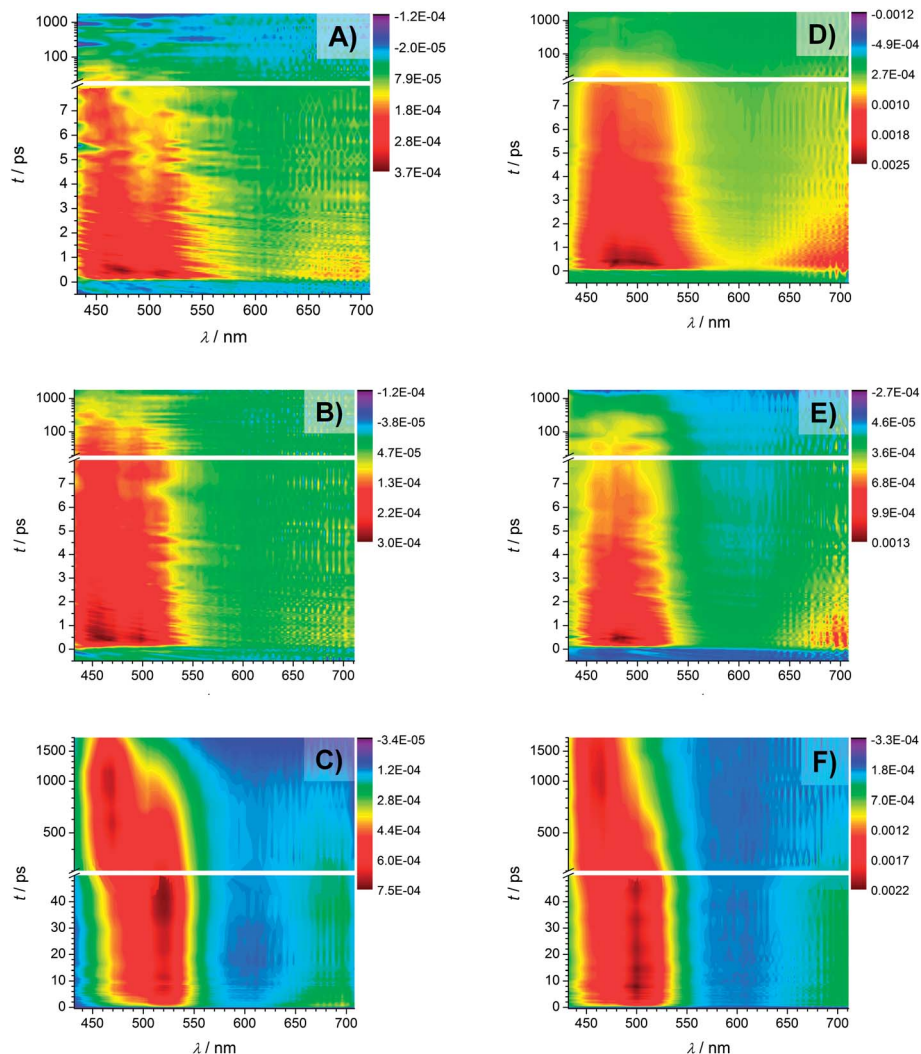 A)
1000
100
7
6
5
4
3
2
1
0
t / ps
450 500 550 600 650 700
λ / nm
-1.2E-04
-2.0E-05
7.9E-05
1.8E-04
2.8E-04
3.7E-04
D)
1000
100
7
6
5
4
3
2
1
0
t / ps
450 500 550 600 650 700
λ / nm
-0.0012
-4.9E-04
2.7E-04
0.0010
0.0018
0.0025
B)
1000
100
7
6
5
4
3
2
1
0
t / ps
450 500 550 600 650 700
-1.2E-04
-3.8E-05
4.7E-05
1.3E-04
2.2E-04
3.0E-04
E)
1000
100
7
6
5
4
3
2
1
0
t / ps
450 500 550 600 650 700
-2.7E-04
4.6E-05
3.6E-04
6.8E-04
9.9E-04
0.0013
C)
1500
1000
500
40
30
20
10
0
t / ps
450 500 550 600 650 700
λ / nm
-3.4E-05
1.2E-04
2.8E-04
4.4E-04
6.0E-04
7.5E-04
F)
1500
1000
500
40
30
20
10
0
t / ps
450 500 550 600 650 700
λ / nm
-3.3E-04
1.8E-04
7.0E-04
0.0012
0.0017
0.0022